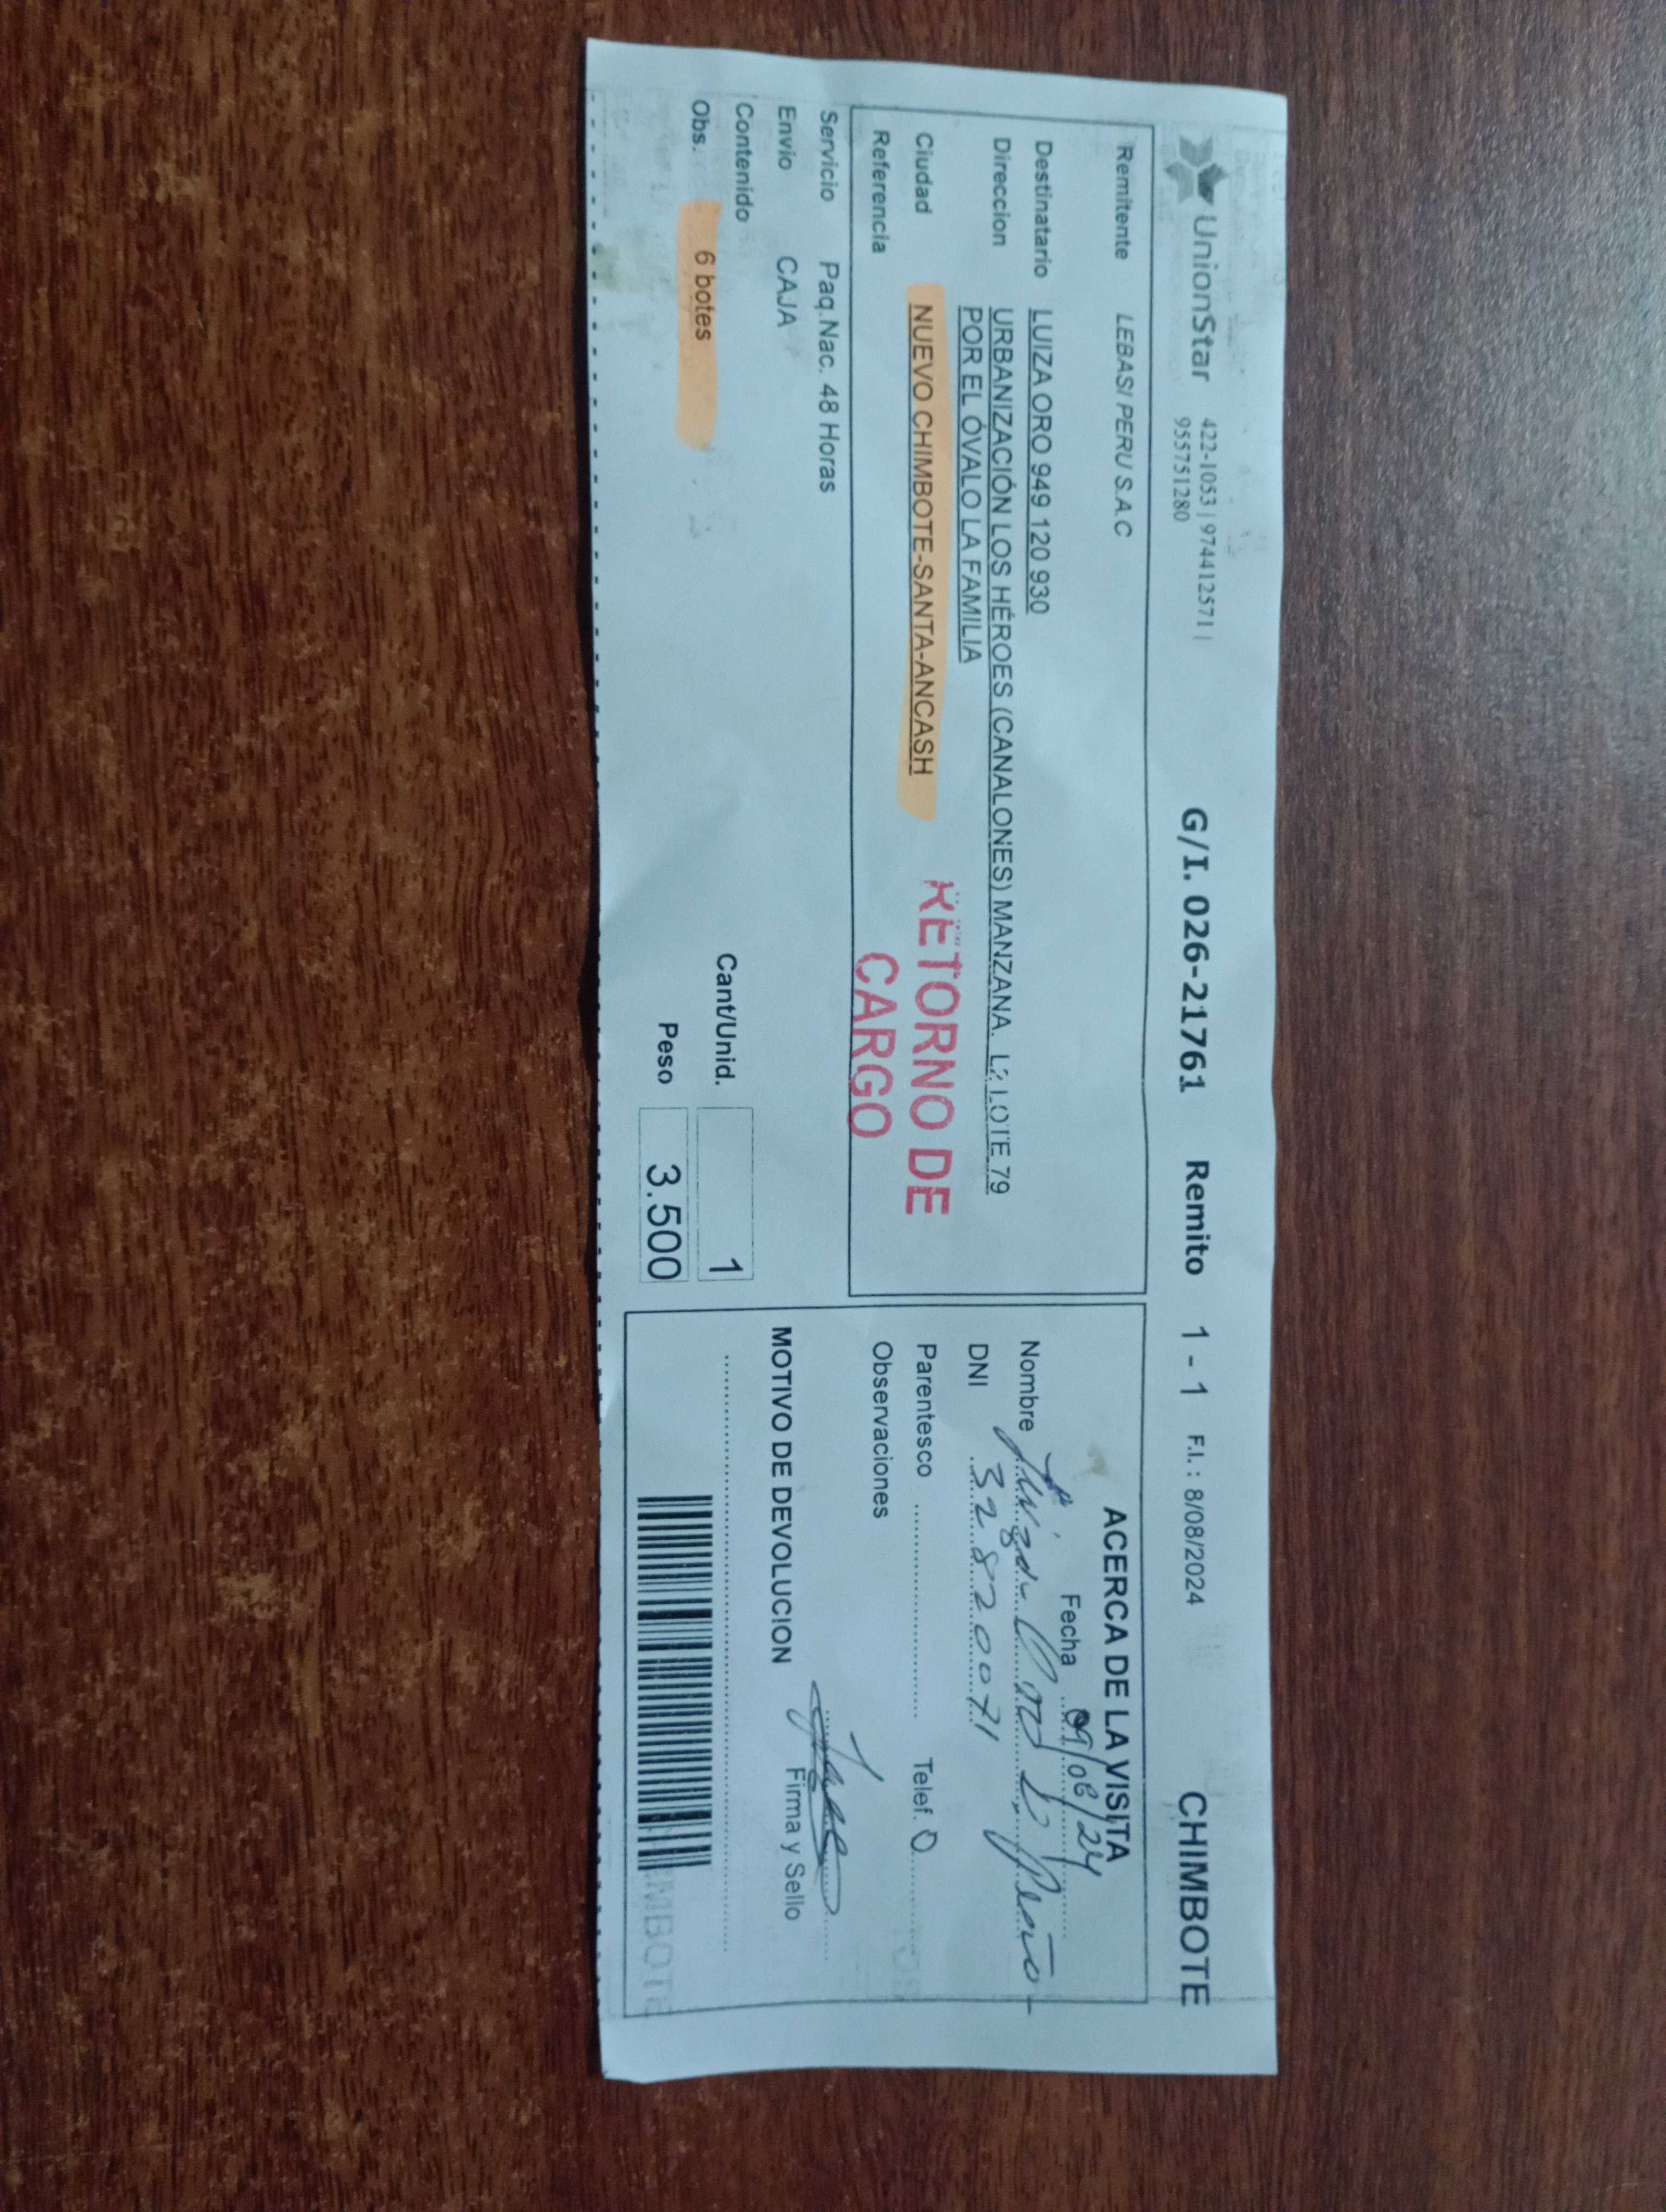 UnionStar 422-1053 | 974412571 |
955751280
G/I. 026-21761 Remito 1 - 1 F.I. : 8/08/2024 CHIMBOTE
Remitente LEBASI PERU S.A.C
Destinatario LUIZA ORO 949 120 930
Direccion URBANIZACIÓN LOS HÉROES (CANALONES) MANZANA. L2 LOTE 79
POR EL ÓVALO LA FAMILIA
Ciudad NUEVO CHIMBOTE-SANTA-ANCASH
Referencia
RETORNO DE
CARGO
Servicio Paq.Nac. 48 Horas
Envio CAJA
Contenido
Obs. 6 botes
Cant/Unid. 1
Peso 3.500
ACERCA DE LA VISITA
Fecha 09/08/24
Nombre Luiza Oro
DNI 32820071
Parentesco Telef.
Observaciones
Firma y Sello
MOTIVO DE DEVOLUCION